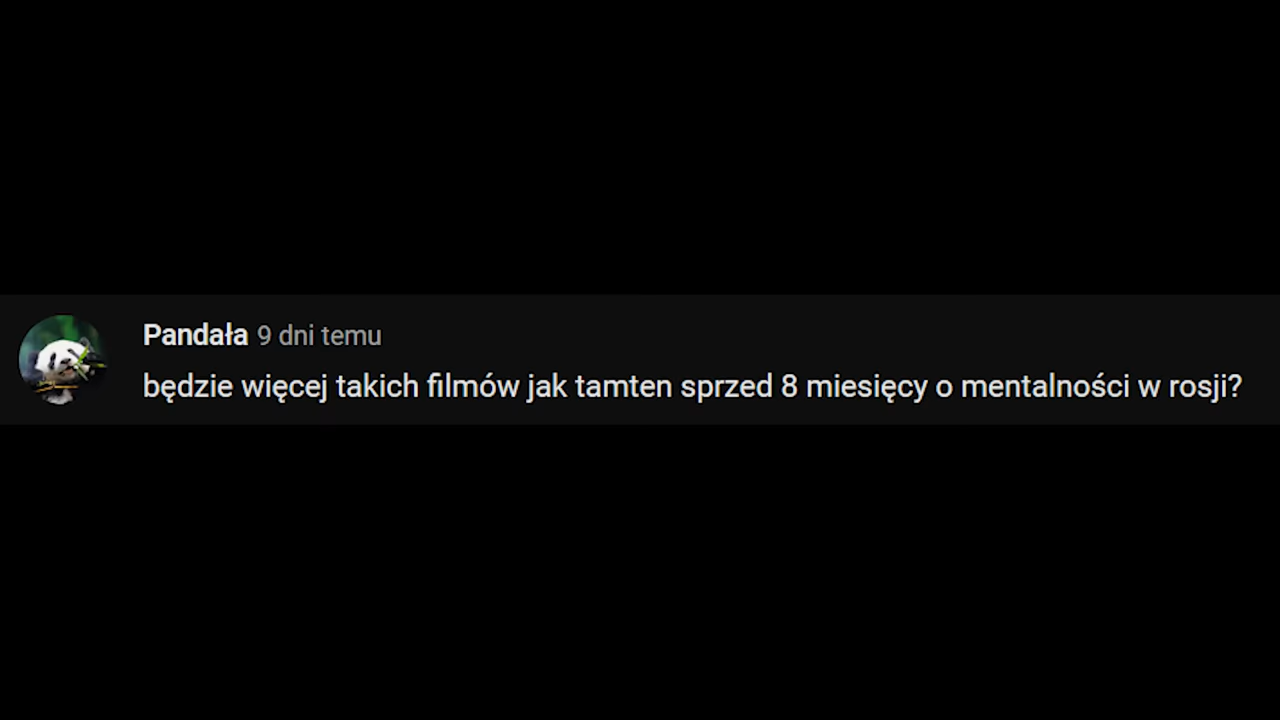 Pandała 9 dni temu
będzie więcej takich filmów jak tamten sprzed 8 miesięcy o mentalności w rosji?